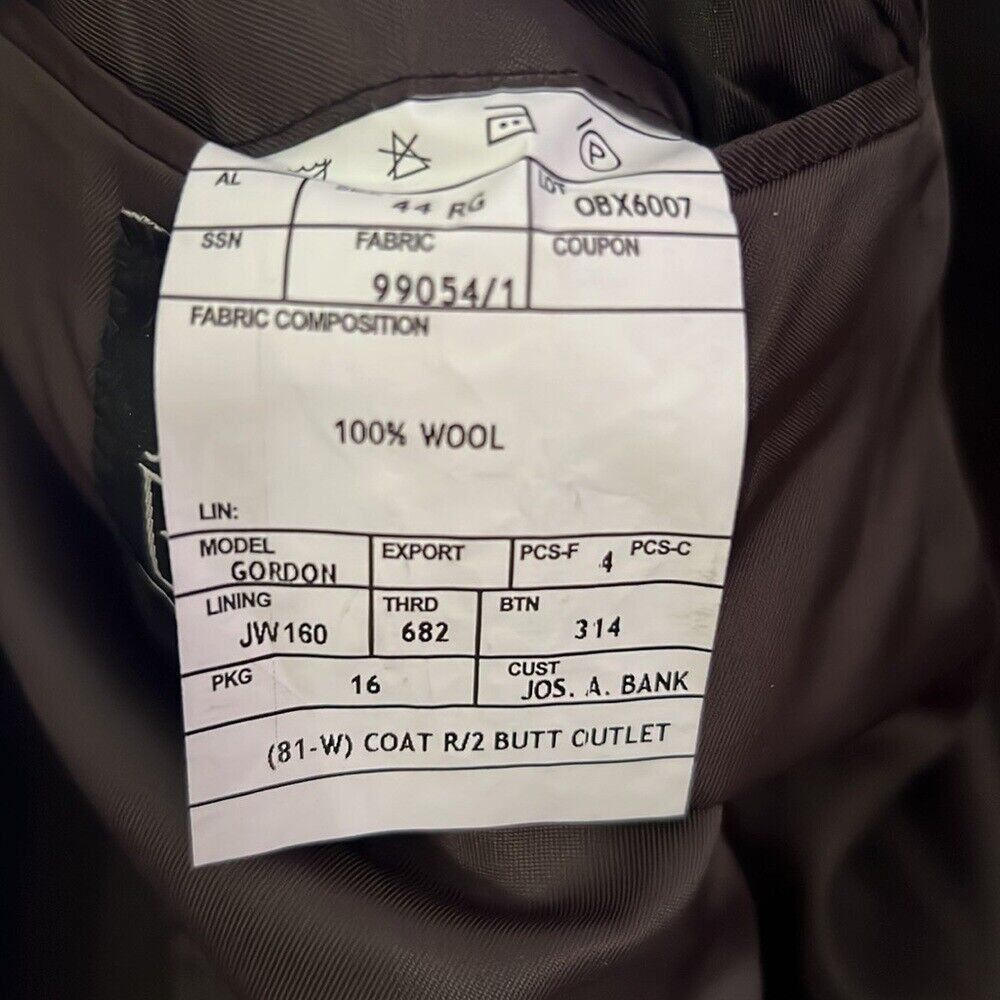 P
AL
44 RG
LOT OBX6007
SSN
FABRIC
COUPON
99054/1
FABRIC COMPOSITION
100% WOOL
LIN:
MODEL
EXPORT
PCS-F 4 PCS-C
GORDON
LINING
THRD
BTN
JW160
682
314
PKG
16
CUST
JOS. A. BANK
(81-W) COAT R/2 BUTT OUTLET